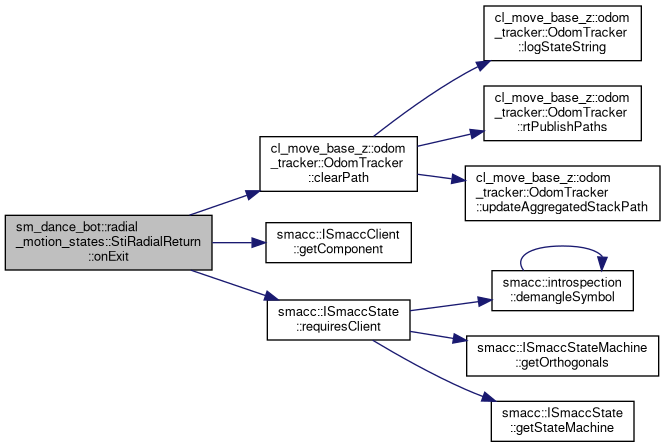 sm_dance_bot::radial
_motion_states::StiRadialReturn
::onExit
cl_move_base_z::odom
_tracker::OdomTracker
::clearPath
cl_move_base_z::odom
_tracker::OdomTracker
::logStateString
cl_move_base_z::odom
_tracker::OdomTracker
::rtPublishPaths
cl_move_base_z::odom
_tracker::OdomTracker
::updateAggregatedStackPath
smacc::ISmaccClient
::getComponent
smacc::ISmaccState
::requiresClient
smacc::introspection
::demangleSymbol
smacc::ISmaccStateMachine
::getOrthogonals
smacc::ISmaccState
::getStateMachine